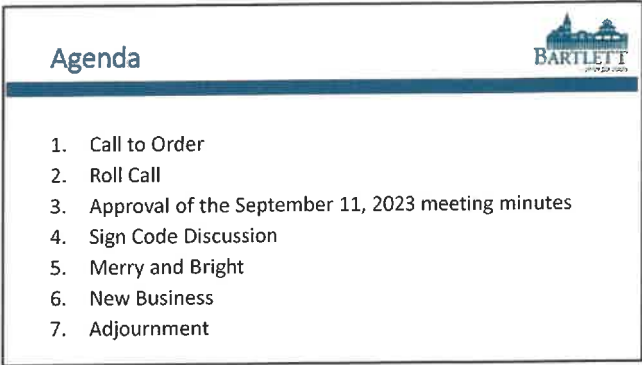 Agenda
BARTLETT
1. Call to Order
2. Roll Call
3. Approval of the September 11, 2023 meeting minutes
4. Sign Code Discussion
5. Merry and Bright
6. New Business
7. Adjournment